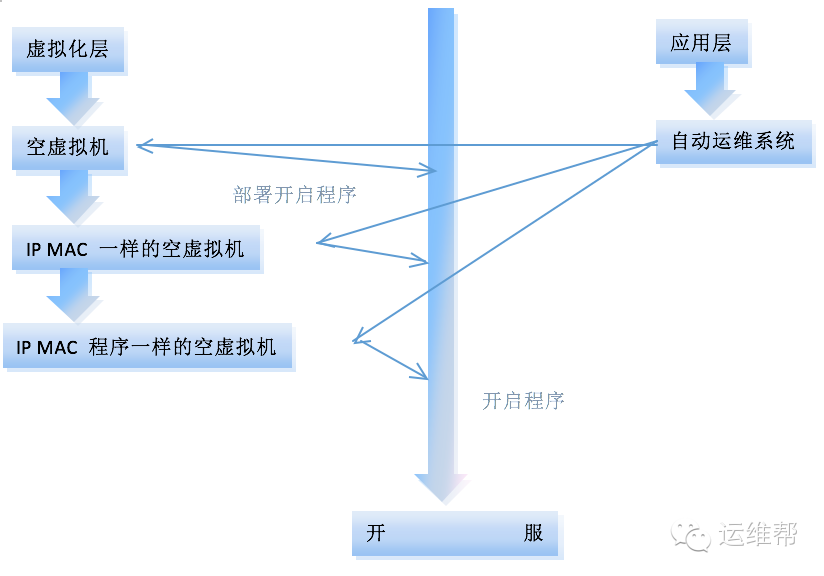 虚拟化层
应用层
空虚拟机
自动运维系统
部署开启程序
IP MAC 一样的空虚拟机
IP MAC 程序一样的空虚拟机
开启程序
开 服
运维帮